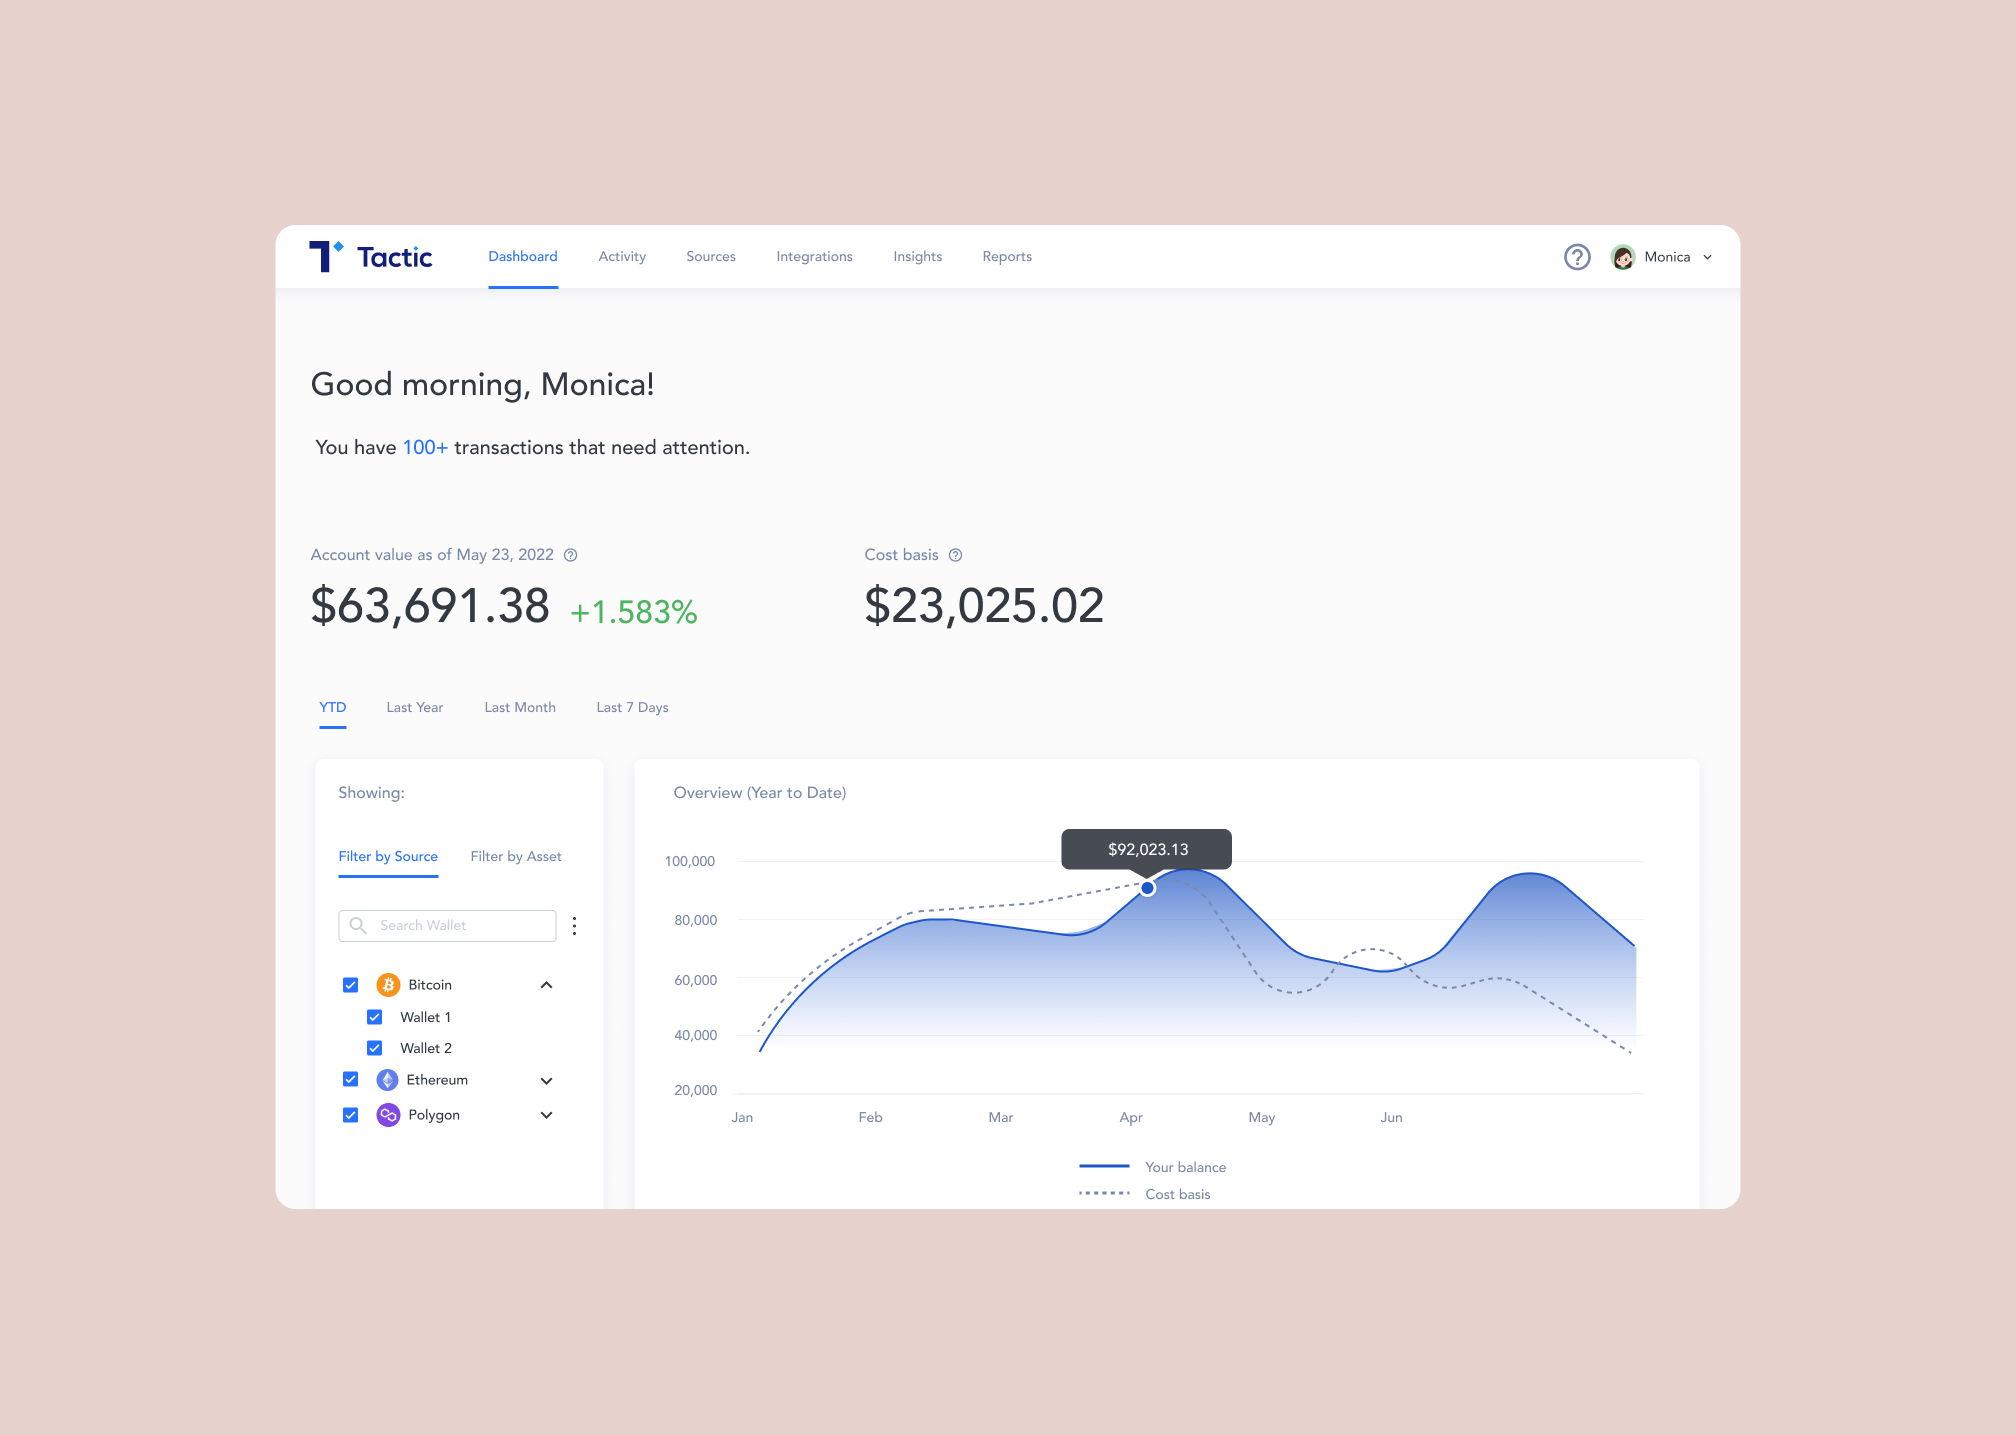 Tactic
Dashboard Activity Sources Integrations Insights Reports
Monica
Good morning, Monica!
You have 100+ transactions that need attention.
Account value as of May 23, 2022
$63,691.38 +1.583%
Cost basis
$23,025.02
YTD Last Year Last Month Last 7 Days
Showing:
Filter by Source Filter by Asset
Search Wallet
Bitcoin
Wallet 1
Wallet 2
Ethereum
Polygon
Overview (Year to Date)
$92,023.13
100,000
80,000
60,000
40,000
20,000
Jan Feb Mar Apr May Jun
Your balance
Cost basis